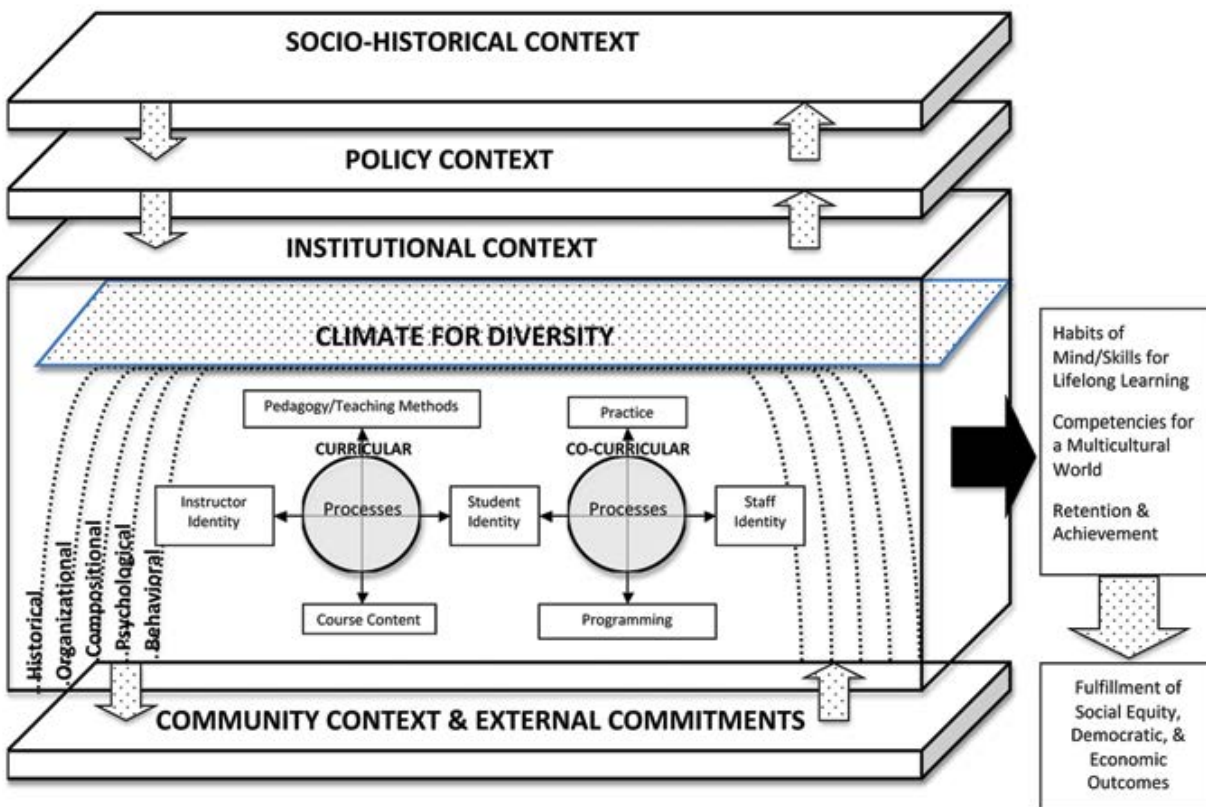 SOCIO-HISTORICAL CONTEXT
POLICY CONTEXT
INSTITUTIONAL CONTEXT
CLIMATE FOR DIVERSITY
Pedagogy/Teaching Methods
CURRICULAR
Processes
Instructor
Identity
Student
Identity
Course Content
Practice
CO-CURRICULAR
Processes
Staff
Identity
Programming
Historical
Organizational
Compositional
Psychological
Behavioral
COMMUNITY CONTEXT & EXTERNAL COMMITMENTS
Habits of
Mind/Skills for
Lifelong Learning
Competencies for
a Multicultural
World
Retention &
Achievement
Fulfillment of
Social Equity,
Democratic, &
Economic
Outcomes